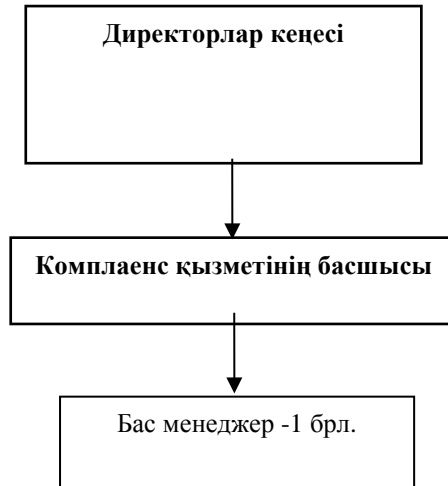 Директорлар кеңесі
Комплаенс қызметінің басшысы
Бас менеджер -1 брл.